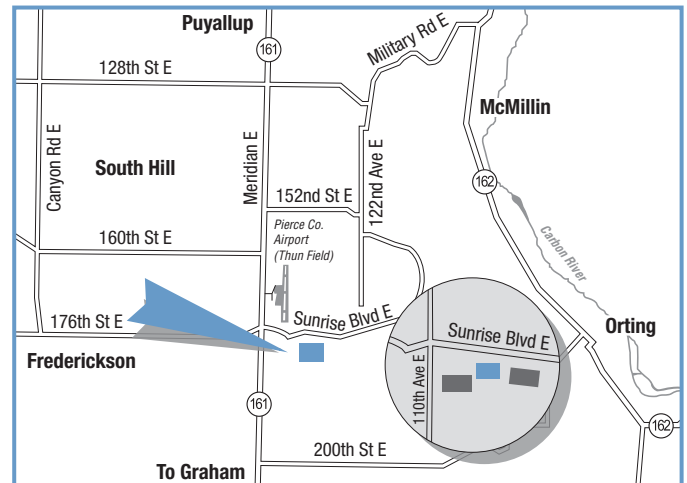 Puyallup
161
Military Rd E
128th St E
McMillin
Canyon Rd E
Meridian E
122nd Ave E
South Hill
162
152nd St E
Pierce Co.
Airport
(Thun Field)
160th St E
Carbon River
176th St E
Sunrise Blvd E
Orting
Sunrise Blvd E
Frederickson
110th Ave E
161
162
200th St E
To Graham